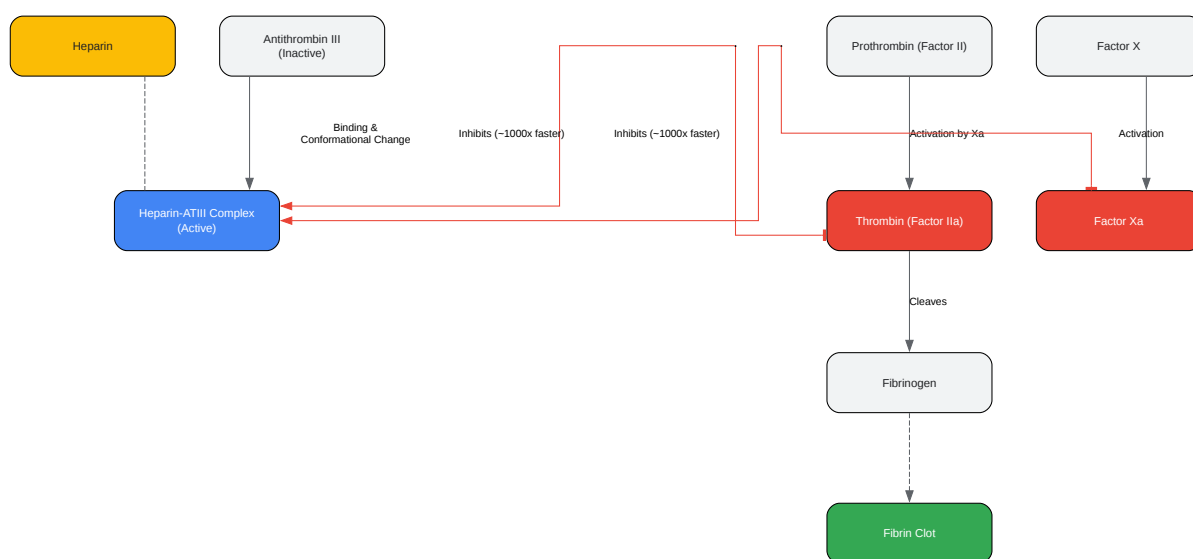 Heparin
Antithrombin III
(Inactive)
Prothrombin (Factor II)
Factor X
Binding &
Conformational Change
Inhibits (~1000x faster)
Inhibits (~1000x faster)
Activation by Xa
Activation
Heparin-ATIII Complex
(Active)
Thrombin (Factor IIa)
Factor Xa
Cleaves
Fibrinogen
Fibrin Clot